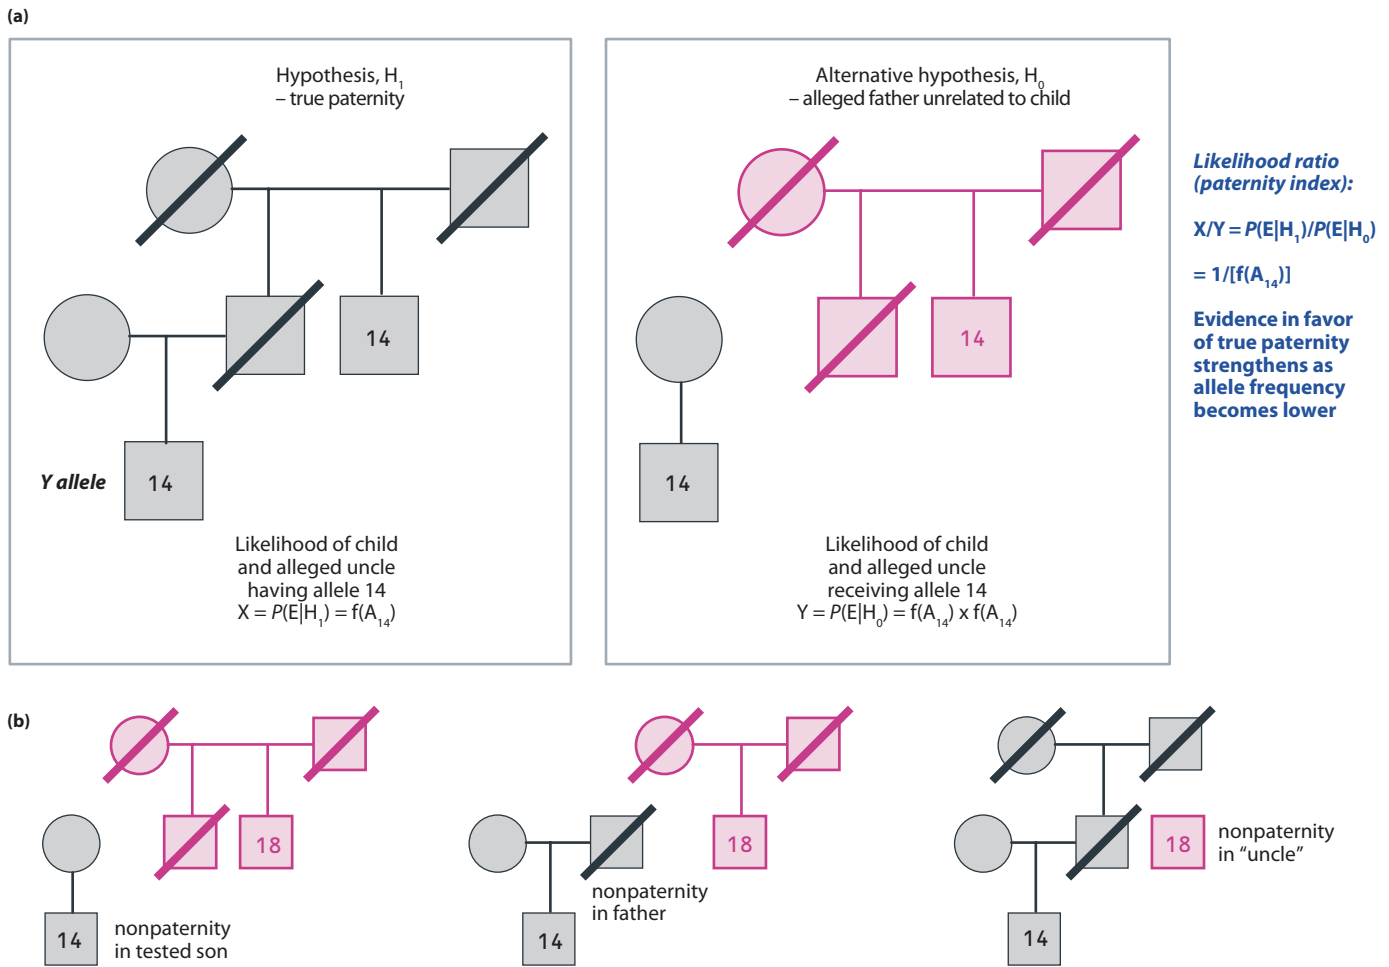 (a)
Hypothesis, H1
– true paternity
14
Y allele
14
Likelihood of child
and alleged uncle
having allele 14
X = P(E|H1) = f(A14)
Alternative hypothesis, H0
– alleged father unrelated to child
14
14
Likelihood of child
and alleged uncle
receiving allele 14
Y = P(E|H0) = f(A14) x f(A14)
Likelihood ratio
(paternity index):
X/Y = P(E|H1)/P(E|H0)
= 1/[f(A14)]
Evidence in favor
of true paternity
strengthens as
allele frequency
becomes lower
(b)
18
14
nonpaternity
in tested son
18
nonpaternity
in father
14
18
nonpaternity
in “uncle”
14